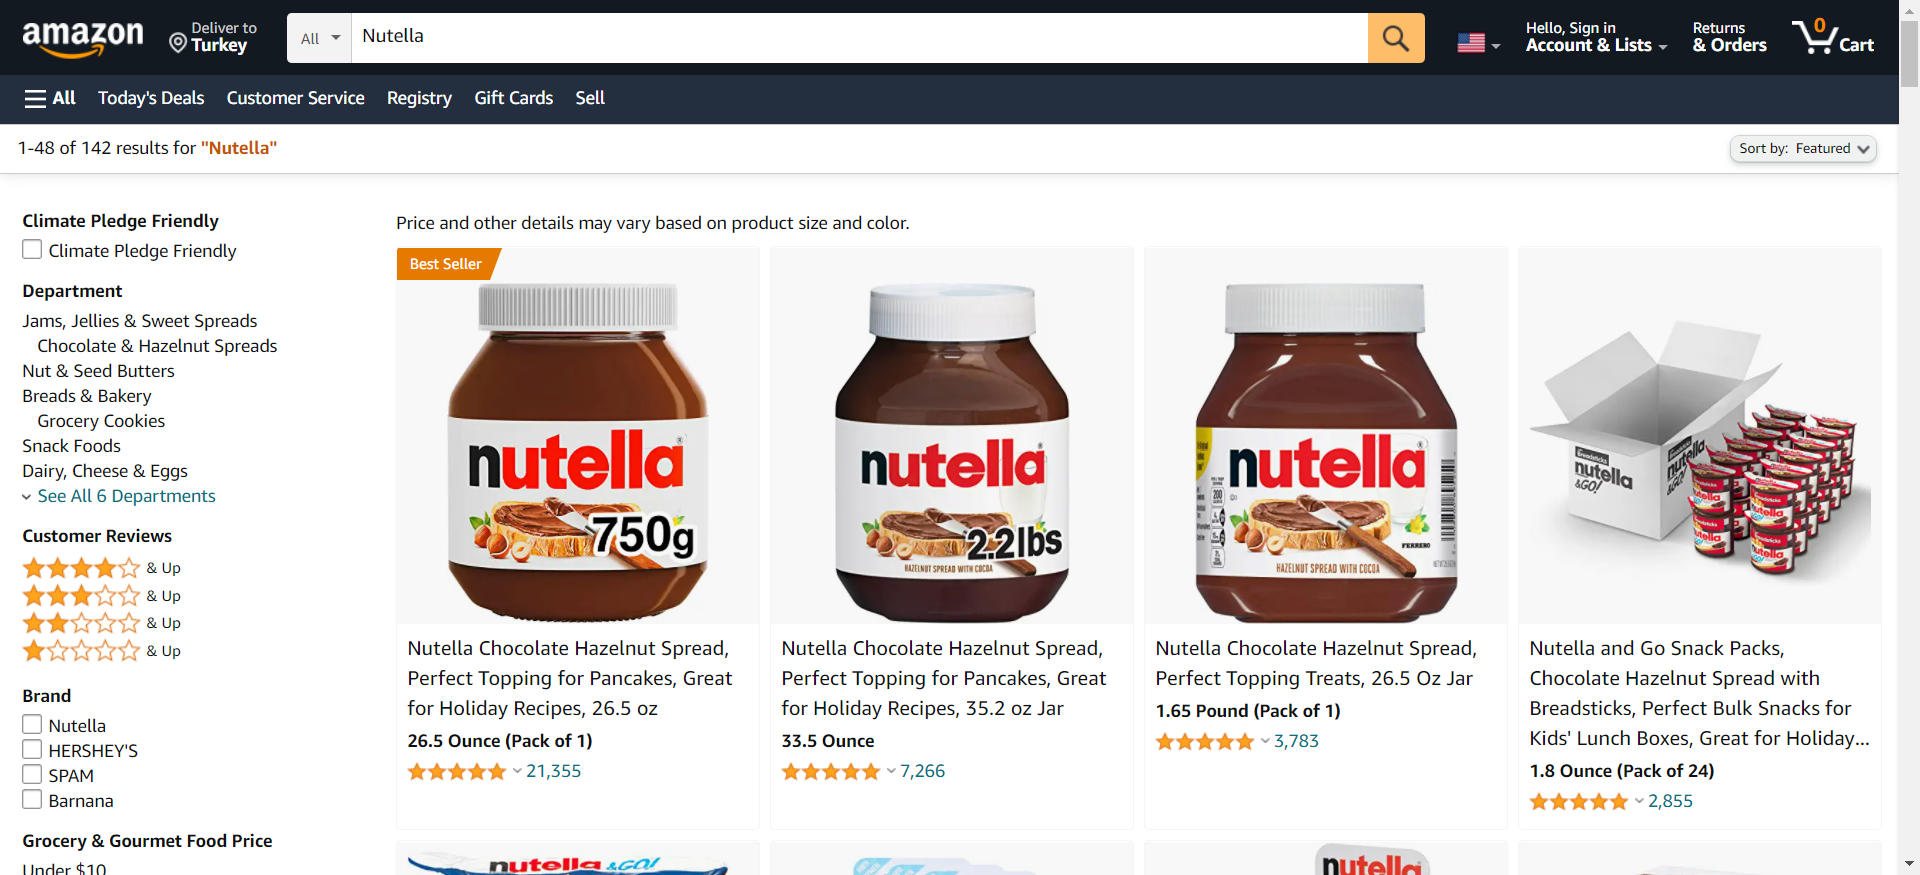 amazon
Deliver to
Turkey
All
Nutella
Hello, Sign in
Account & Lists
Returns
& Orders
0
Cart
All
Today's Deals
Customer Service
Registry
Gift Cards
Sell
1-48 of 142 results for "Nutella"
Sort by: Featured
Climate Pledge Friendly
Climate Pledge Friendly
Department
Jams, Jellies & Sweet Spreads
Chocolate & Hazelnut Spreads
Nut & Seed Butters
Breads & Bakery
Grocery Cookies
Snack Foods
Dairy, Cheese & Eggs
See All 6 Departments
Customer Reviews
& Up
& Up
& Up
& Up
Brand
Nutella
HERSHEY'S
SPAM
Barnana
Grocery & Gourmet Food Price
Under $10
Price and other details may vary based on product size and color.
Best Seller
nutella
750g
Nutella Chocolate Hazelnut Spread,
Perfect Topping for Pancakes, Great
for Holiday Recipes, 26.5 oz
26.5 Ounce (Pack of 1)
21,355
nutella
2.2lbs
HAZELNUT SPREAD WITH COCOA
Nutella Chocolate Hazelnut Spread,
Perfect Topping for Pancakes, Great
for Holiday Recipes, 35.2 oz Jar
33.5 Ounce
7,266
nutella
200
FERRERO
HAZELNUT SPREAD WITH COCOA
Nutella Chocolate Hazelnut Spread,
Perfect Topping Treats, 26.5 Oz Jar
1.65 Pound (Pack of 1)
3,783
Breadsticks
nutella
&GO!
nutella
nutella
nutella
nutella
nutella
Nutella and Go Snack Packs,
Chocolate Hazelnut Spread with
Breadsticks, Perfect Bulk Snacks for
Kids' Lunch Boxes, Great for Holiday...
1.8 Ounce (Pack of 24)
2,855
nutella &GO!
nutella